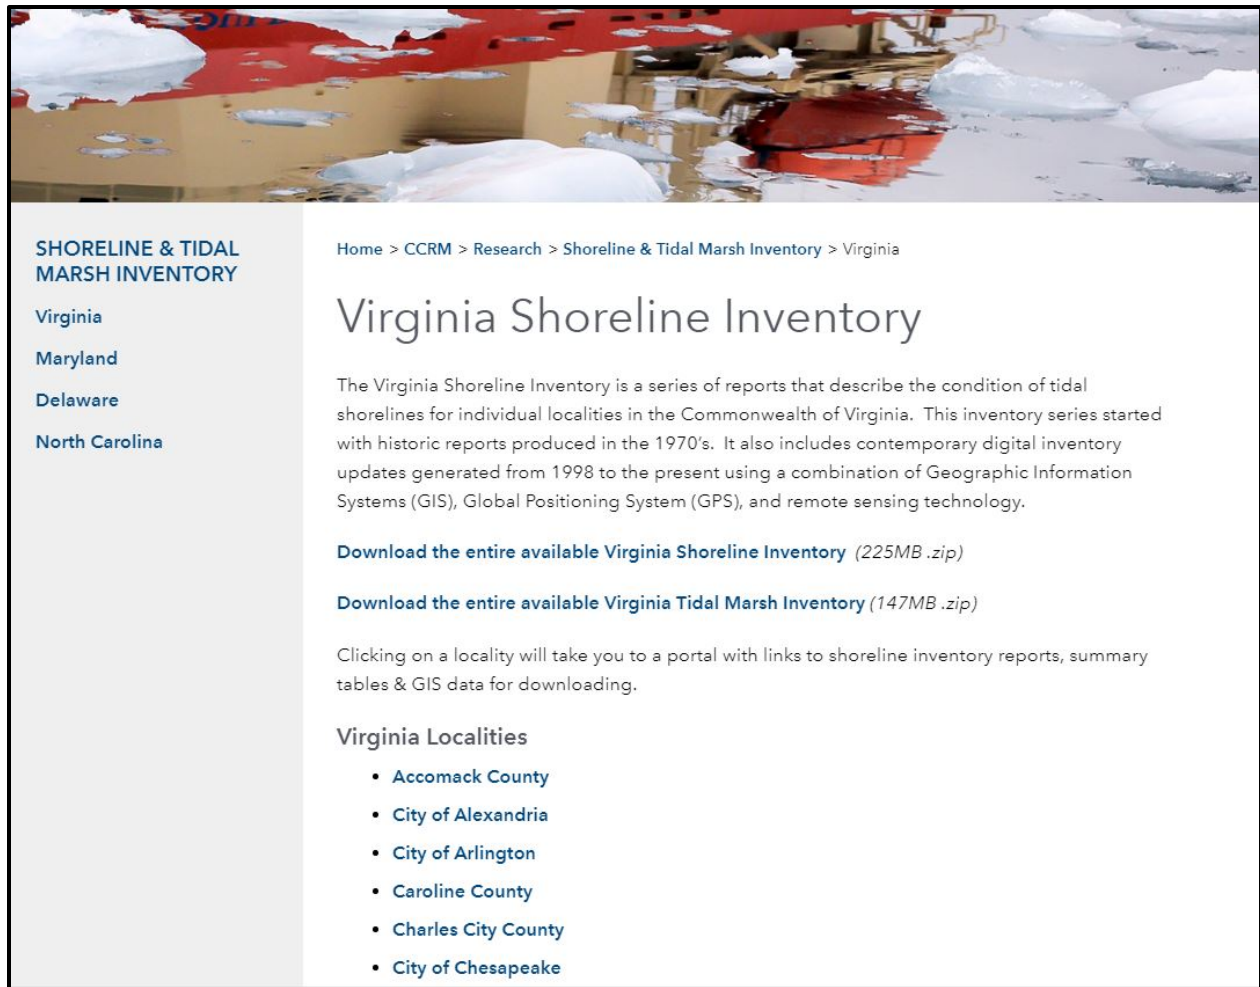 SHORELINE & TIDAL
MARSH INVENTORY
Virginia
Maryland
Delaware
North Carolina
Home > CCRM > Research > Shoreline & Tidal Marsh Inventory > Virginia
Virginia Shoreline Inventory
The Virginia Shoreline Inventory is a series of reports that describe the condition of tidal
shorelines for individual localities in the Commonwealth of Virginia.  This inventory series started
with historic reports produced in the 1970's.  It also includes contemporary digital inventory
updates generated from 1998 to the present using a combination of Geographic Information
Systems (GIS), Global Positioning System (GPS), and remote sensing technology.
Download the entire available Virginia Shoreline Inventory  (225MB .zip)
Download the entire available Virginia Tidal Marsh Inventory (147MB .zip)
Clicking on a locality will take you to a portal with links to shoreline inventory reports, summary
tables & GIS data for downloading.
Virginia Localities
• Accomack County
• City of Alexandria
• City of Arlington
• Caroline County
• Charles City County
• City of Chesapeake